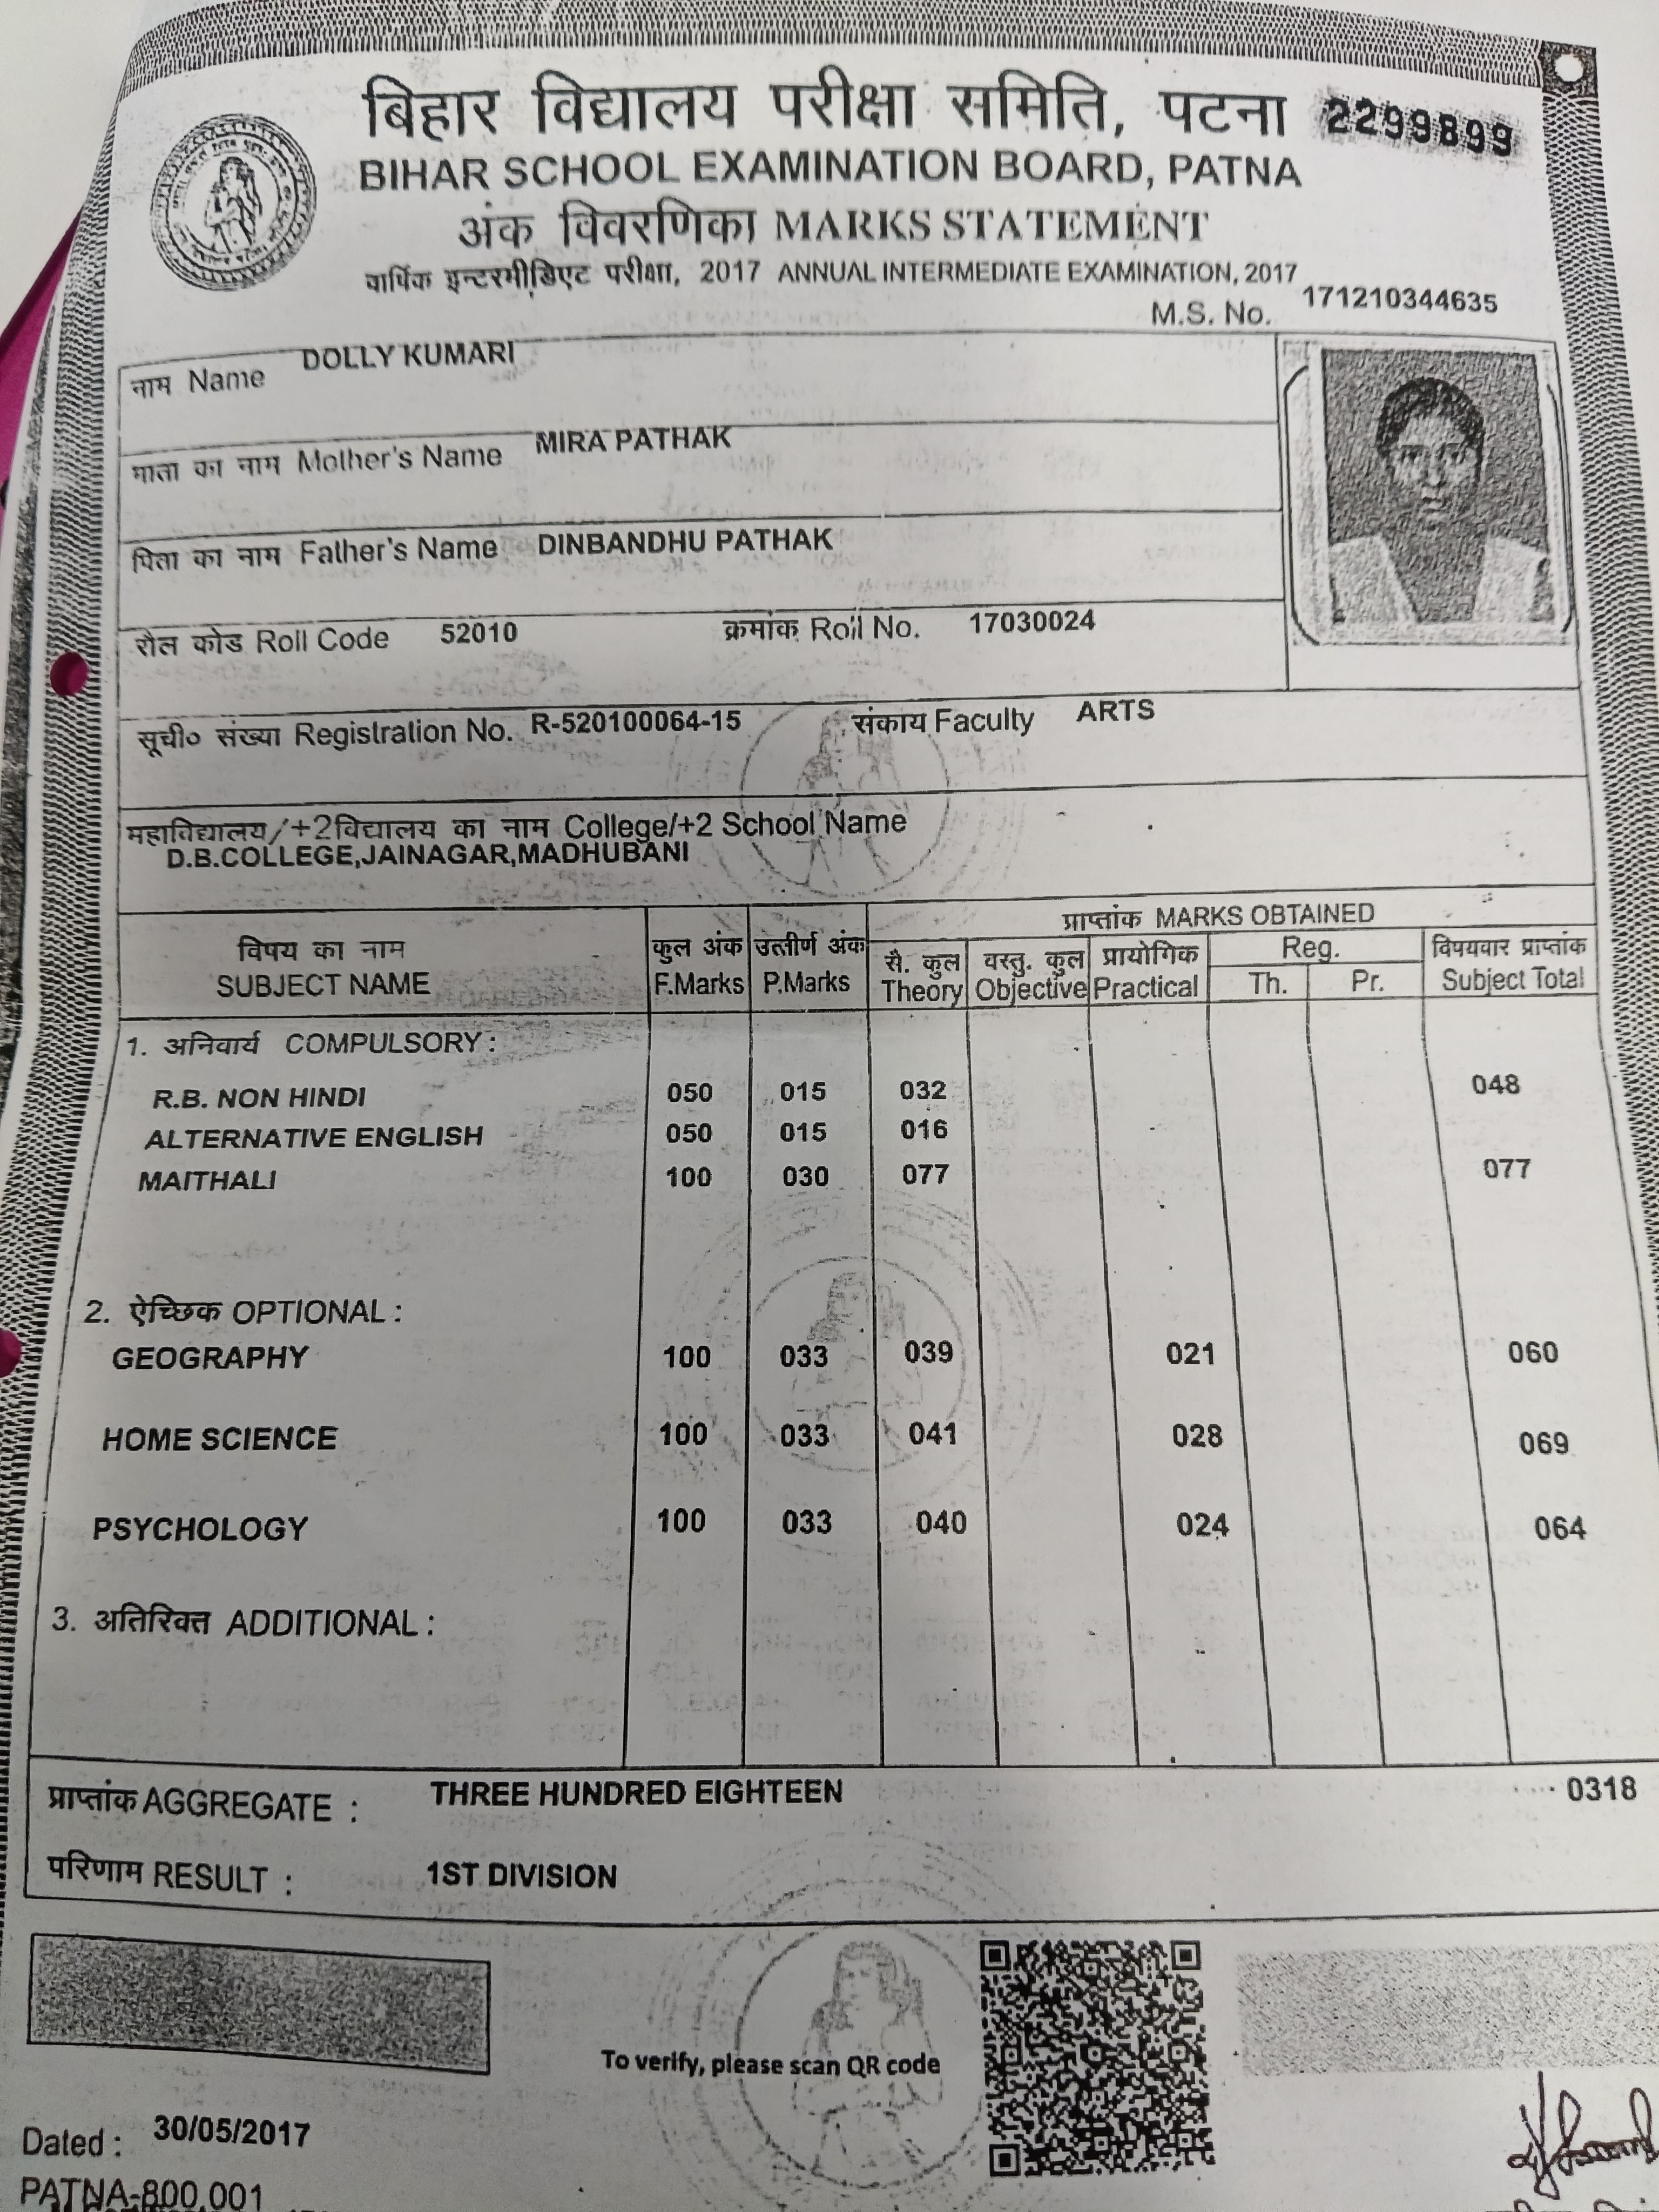 बिहार विद्यालय परीक्षा समिति, पटना 2299899
BIHAR SCHOOL EXAMINATION BOARD, PATNA
अंक विवरणिका MARKS STATEMENT
वार्षिक इन्टरमीडिएट परीक्षा, 2017 ANNUAL INTERMEDIATE EXAMINATION, 2017
M.S. No. 171210344635
नाम Name DOLLY KUMARI
माता का नाम Mother's Name MIRA PATHAK
पिता का नाम Father's Name DINBANDHU PATHAK
रौल कोड Roll Code 52010 क्रमांक Roll No. 17030024
सूची० संख्या Registration No. R-520100064-15 संकाय Faculty ARTS
महाविद्यालय/+2विद्यालय का नाम College/+2 School Name
D.B.COLLEGE,JAINAGAR,MADHUBANI
प्राप्तांक MARKS OBTAINED
विषय का नाम कुल अंक उत्तीर्ण अंक सै. कुल वस्तु. कुल प्रायोगिक Reg. विषयवार प्राप्तांक
SUBJECT NAME F.Marks P.Marks Theory Objective Practical Th. Pr. Subject Total
1. अनिवार्य COMPULSORY :
R.B. NON HINDI 050 015 032 048
ALTERNATIVE ENGLISH 050 015 016
MAITHALI 100 030 077 077
2. ऐच्छिक OPTIONAL :
GEOGRAPHY 100 033 039 021 060
HOME SCIENCE 100 033 041 028 069
PSYCHOLOGY 100 033 040 024 064
3. अतिरिक्त ADDITIONAL :
प्राप्तांक AGGREGATE : THREE HUNDRED EIGHTEEN 0318
परिणाम RESULT : 1ST DIVISION
To verify, please scan QR code
Dated : 30/05/2017
PATNA-800 001